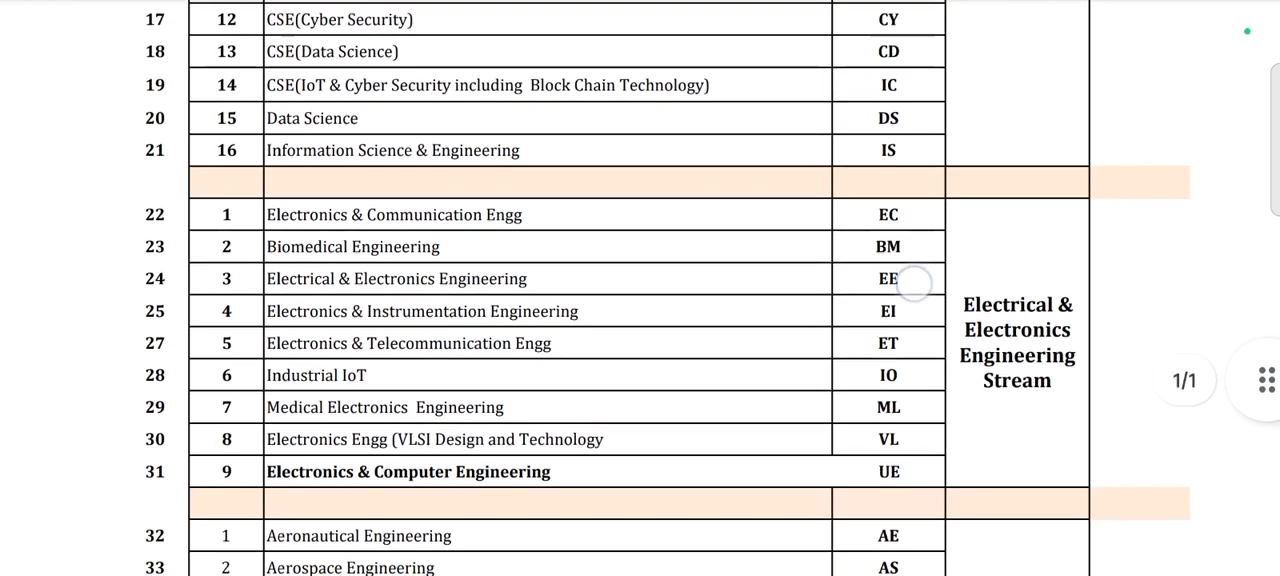 17 12 CSE(Cyber Security) CY
18 13 CSE(Data Science) CD
19 14 CSE(IoT & Cyber Security including Block Chain Technology) IC
20 15 Data Science DS
21 16 Information Science & Engineering IS
22 1 Electronics & Communication Engg EC
23 2 Biomedical Engineering BM
24 3 Electrical & Electronics Engineering EE
25 4 Electronics & Instrumentation Engineering EI
27 5 Electronics & Telecommunication Engg ET
28 6 Industrial IoT IO
29 7 Medical Electronics Engineering ML
30 8 Electronics Engg (VLSI Design and Technology VL
31 9 Electronics & Computer Engineering UE
Electrical &
Electronics
Engineering
Stream
1/1
32 1 Aeronautical Engineering AE
33 2 Aerospace Engineering AS